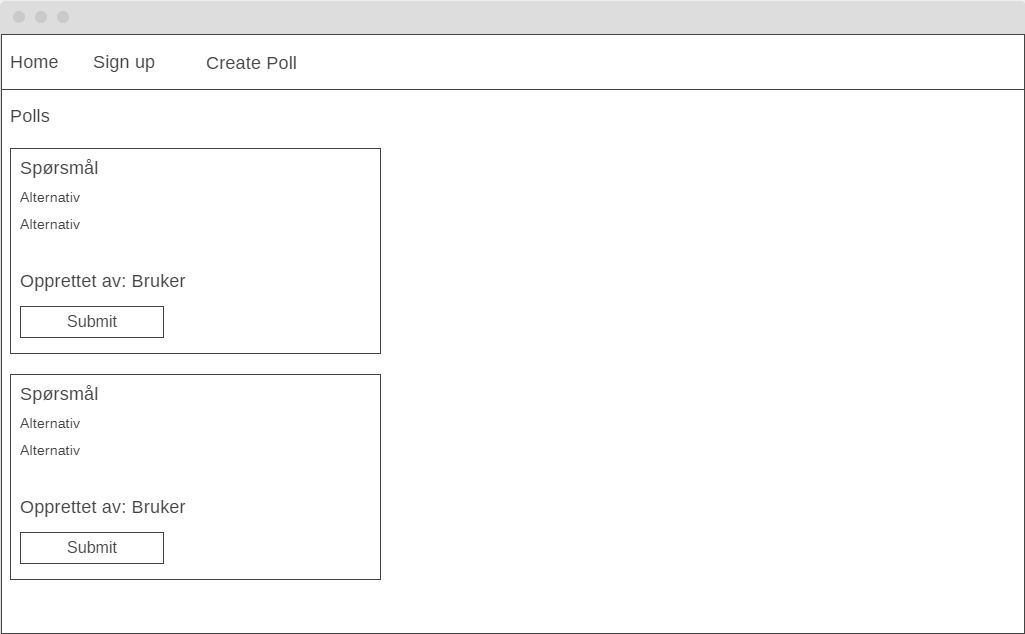 Home Sign up Create Poll
Polls
Spørsmål
Alternativ
Alternativ
Opprettet av: Bruker
Submit
Spørsmål
Alternativ
Alternativ
Opprettet av: Bruker
Submit